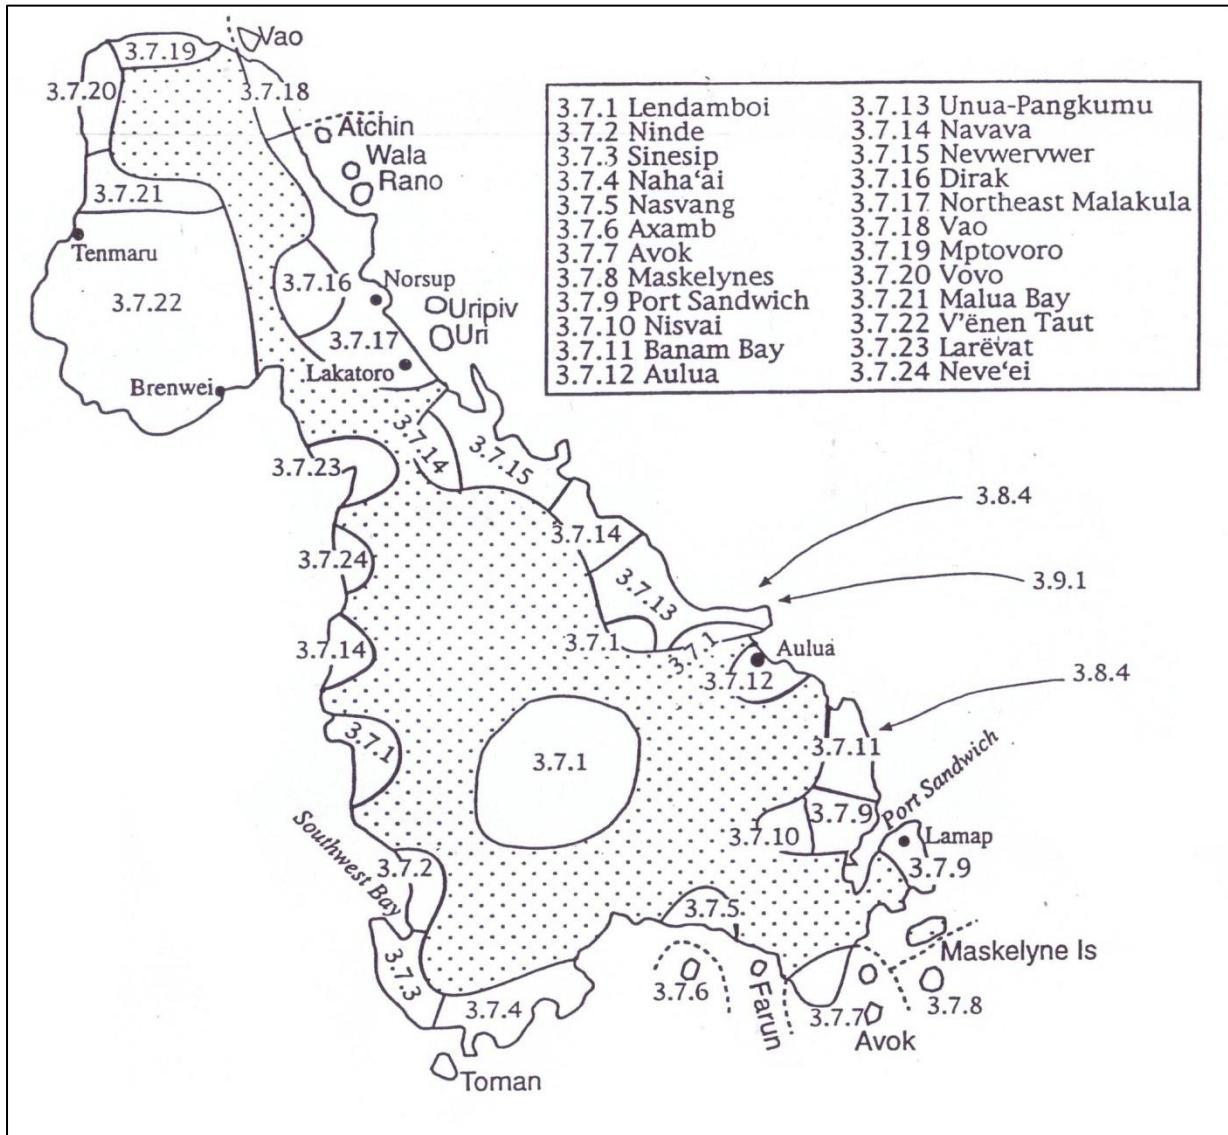 Vao
3.7.19
3.7.20
3.7.18
Atchin
Wala
Rano
3.7.21
Tenmaru
3.7.22
3.7.16
Norsup
Uripiv
Uri
3.7.17
Lakatoro
Brenwei
3.7.1 Lendamboi
3.7.2 Ninde
3.7.3 Sinesip
3.7.4 Naha‘ai
3.7.5 Nasvang
3.7.6 Axamb
3.7.7 Avok
3.7.8 Maskelynes
3.7.9 Port Sandwich
3.7.10 Nisvai
3.7.11 Banam Bay
3.7.12 Aulua
3.7.13 Unua-Pangkumu
3.7.14 Navava
3.7.15 Nevwervwer
3.7.16 Dirak
3.7.17 Northeast Malakula
3.7.18 Vao
3.7.19 Mptovoro
3.7.20 Vovo
3.7.21 Malua Bay
3.7.22 V'ënen Taut
3.7.23 Larëvat
3.7.24 Neve‘ei
3.7.14
3.7.15
3.7.23
3.8.4
3.7.14
3.7.24
3.7.13
3.9.1
3.7.1
3.7.1
3.7.14
Aulua
3.7.12
3.8.4
3.7.1
3.7.11
3.7.1
Port Sandwich
3.7.9
3.7.10
Lamap
3.7.9
Southwest Bay
3.7.2
3.7.5
Maskelyne Is
3.7.3
3.7.6
Farun
3.7.8
3.7.4
3.7.7
Avok
Toman